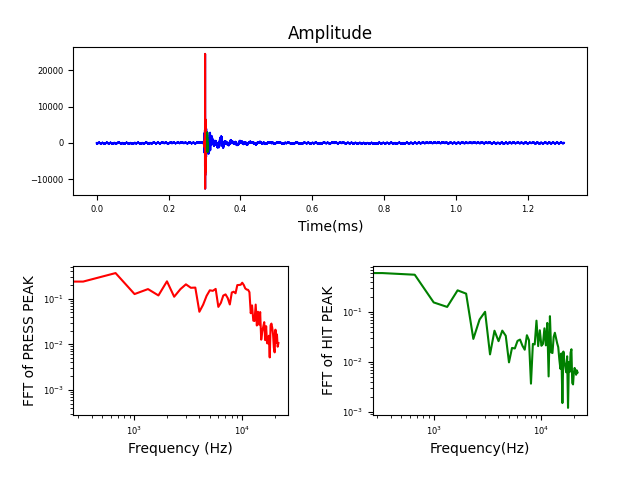 Amplitude
20000
10000
0
−10000
0.0 0.2 0.4 0.6 0.8 1.0 1.2
Time(ms)
FFT of PRESS PEAK
10⁻¹
10⁻²
10⁻³
10³ 10⁴
Frequency (Hz)
FFT of HIT PEAK
10⁻¹
10⁻²
10⁻³
10³ 10⁴
Frequency(Hz)